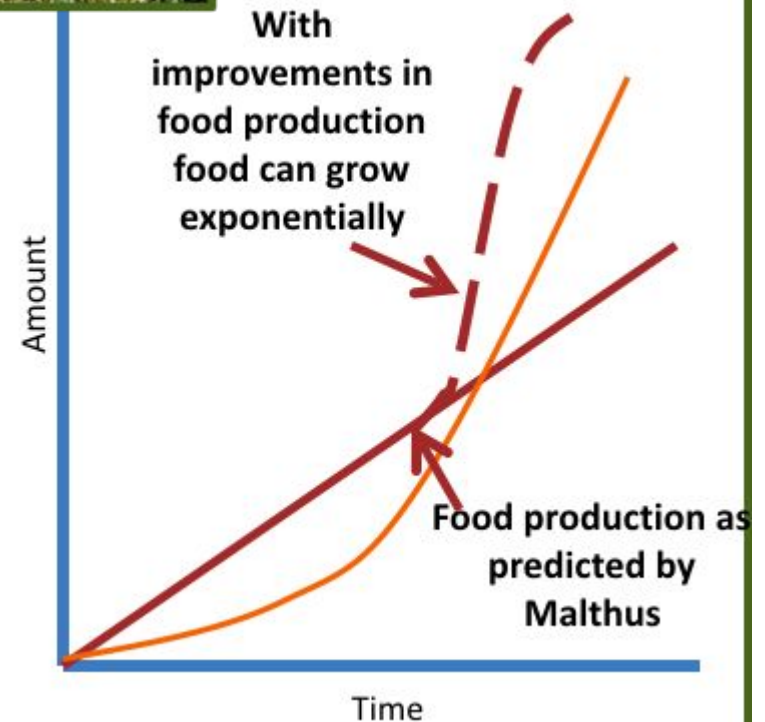 With
improvements in
food production
food can grow
exponentially
Amount
Food production as
predicted by
Malthus
Time